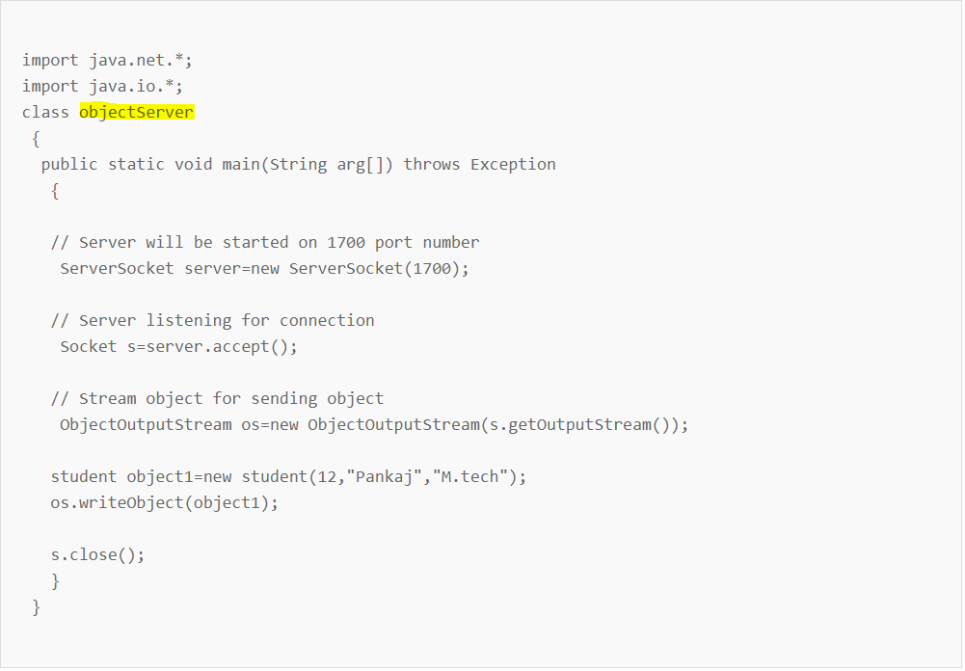 import java.net.*;
import java.io.*;
class objectServer
{
public static void main(String arg[]) throws Exception
{
// Server will be started on 1700 port number
ServerSocket server=new ServerSocket(1700);
// Server listening for connection
Socket s=server.accept();
// Stream object for sending object
ObjectOutputStream os=new ObjectOutputStream(s.getOutputStream());
student object1=new student(12,"Pankaj","M.tech");
os.writeObject(object1);
s.close();
}
}